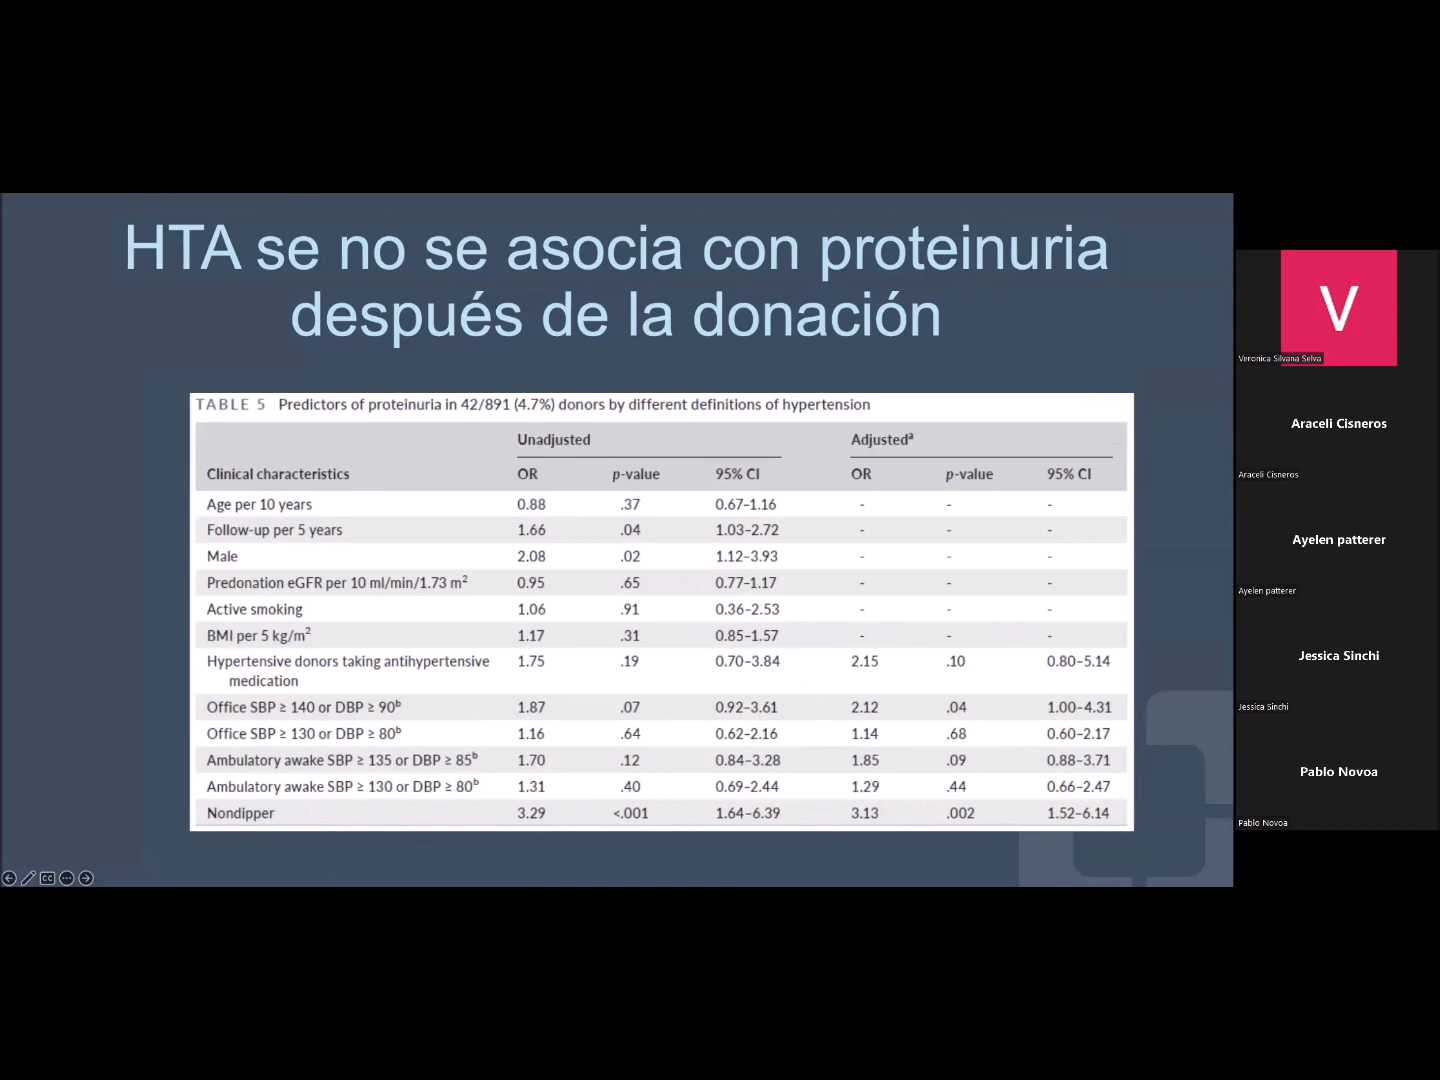 HTA se no se asocia con proteinuria
después de la donación
TABLE 5 Predictors of proteinuria in 42/891 (4.7%) donors by different definitions of hypertension
Unadjusted Adjustedᵃ
Clinical characteristics OR p-value 95% CI OR p-value 95% CI
Age per 10 years 0.88 .37 0.67–1.16 - - -
Follow-up per 5 years 1.66 .04 1.03–2.72 - - -
Male 2.08 .02 1.12–3.93 - - -
Predonation eGFR per 10 ml/min/1.73 m² 0.95 .65 0.77–1.17 - - -
Active smoking 1.06 .91 0.36–2.53 - - -
BMI per 5 kg/m² 1.17 .31 0.85–1.57 - - -
Hypertensive donors taking antihypertensive 1.75 .19 0.70–3.84 2.15 .10 0.80–5.14
medication
Office SBP ≥ 140 or DBP ≥ 90ᵇ 1.87 .07 0.92–3.61 2.12 .04 1.00–4.31
Office SBP ≥ 130 or DBP ≥ 80ᵇ 1.16 .64 0.62–2.16 1.14 .68 0.60–2.17
Ambulatory awake SBP ≥ 135 or DBP ≥ 85ᵇ 1.70 .12 0.84–3.28 1.85 .09 0.88–3.71
Ambulatory awake SBP ≥ 130 or DBP ≥ 80ᵇ 1.31 .40 0.69–2.44 1.29 .44 0.66–2.47
Nondipper 3.29 <.001 1.64–6.39 3.13 .002 1.52–6.14
CC
V
Veronica Silvana Selva
Araceli Cisneros
Araceli Cisneros
Ayelen patterer
Ayelen patterer
Jessica Sinchi
Jessica Sinchi
Pablo Novoa
Pablo Novoa